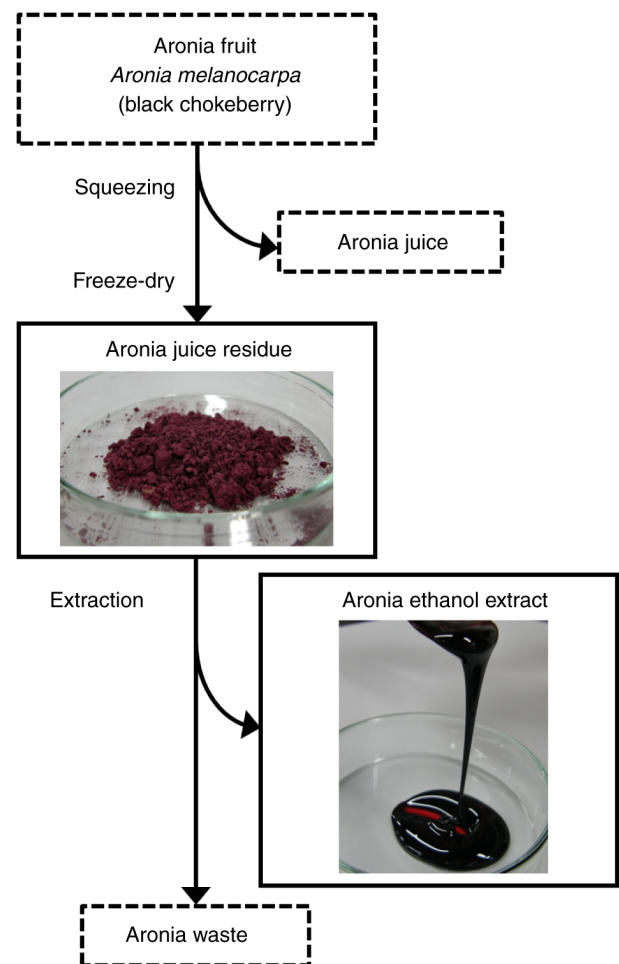 Aronia fruit
Aronia melanocarpa
(black chokeberry)
Squeezing
Aronia juice
Freeze-dry
Aronia juice residue
Extraction
Aronia ethanol extract
Aronia waste